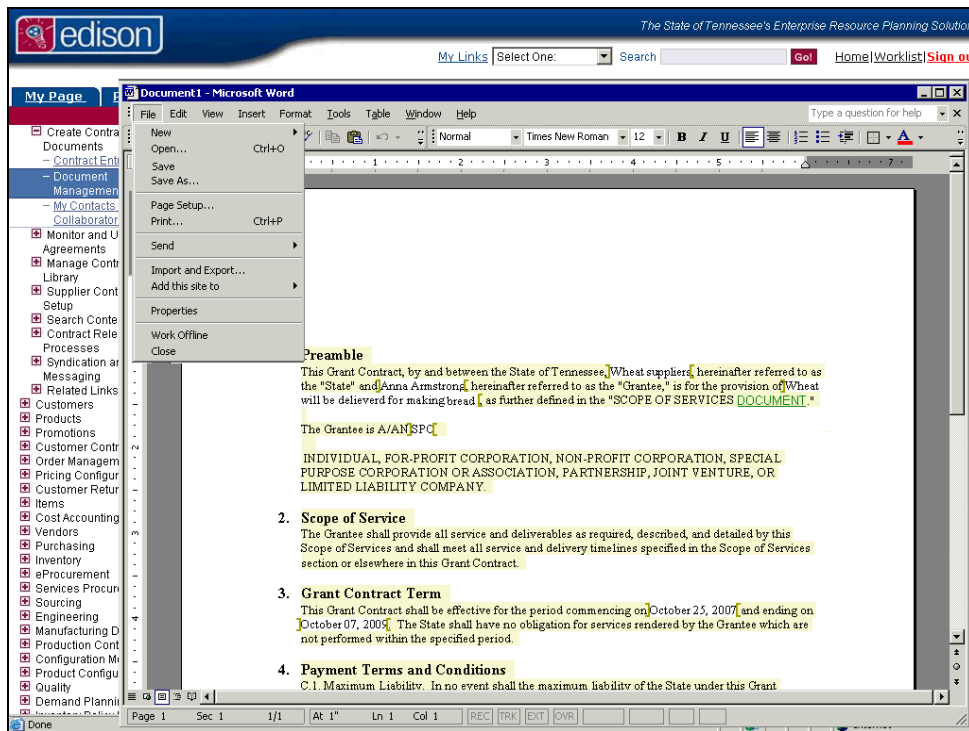 edison
The State of Tennessee's Enterprise Resource Planning Solution
My Links Select One: Search Go! Home|Worklist|Sign ou
My Page
Document1 - Microsoft Word
File Edit View Insert Format Tools Table Window Help Type a question for help
Normal Times New Roman 12 B I U A
New
Open... Ctrl+O
Save
Save As...
Page Setup...
Print... Ctrl+P
Send
Import and Export...
Add this site to
Properties
Work Offline
Close
1 2 3 4 5 7
Create Contra
Documents
Contract Enti
Document
Managemen
My Contacts
Collaborator
Monitor and U
Agreements
Manage Contr
Library
Supplier Cont
Setup
Search Conte
Contract Rele
Processes
Syndication an
Messaging
Related Links
Customers
Products
Promotions
Customer Contr
Order Managem
Pricing Configur
Customer Retur
Items
Cost Accounting
Vendors
Purchasing
Inventory
eProcurement
Services Procure
Sourcing
Engineering
Manufacturing D
Production Cont
Configuration Mo
Product Configu
Quality
Demand Plannin
Preamble
This Grant Contract, by and between the State of Tennessee,]Wheat suppliers[, hereinafter referred to as
the "State" and]Anna Armstrong[, hereinafter referred to as the "Grantee," is for the provision of]Wheat
will be delieverd for making bread [, as further defined in the "SCOPE OF SERVICES DOCUMENT."
The Grantee is A/AN]SPC[
INDIVIDUAL, FOR-PROFIT CORPORATION, NON-PROFIT CORPORATION, SPECIAL
PURPOSE CORPORATION OR ASSOCIATION, PARTNERSHIP, JOINT VENTURE, OR
LIMITED LIABILITY COMPANY.
2. Scope of Service
The Grantee shall provide all service and deliverables as required, described, and detailed by this
Scope of Services and shall meet all service and delivery timelines specified in the Scope of Services
section or elsewhere in this Grant Contract.
3. Grant Contract Term
This Grant Contract shall be effective for the period commencing on]October 25, 2007[and ending on
]October 07, 2009[. The State shall have no obligation for services rendered by the Grantee which are
not performed within the specified period.
4. Payment Terms and Conditions
C.1. Maximum Liability. In no event shall the maximum liability of the State under this Grant
Page 1 Sec 1 1/1 At 1" Ln 1 Col 1 REC TRK EXT OVR
Done